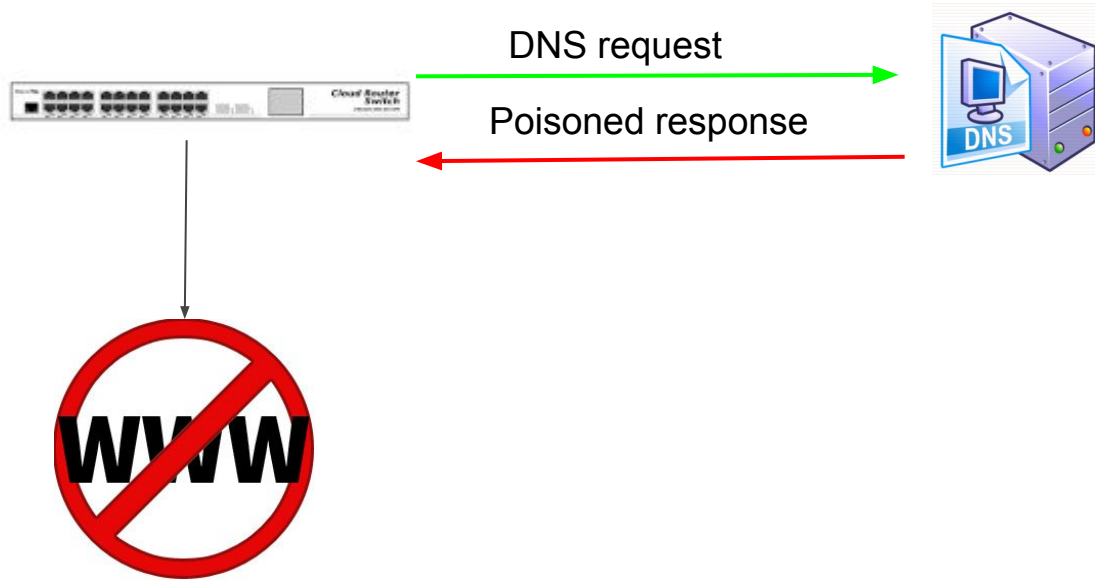 DNS request
Cloud Router
Switch
Poisoned response
DNS
WWW